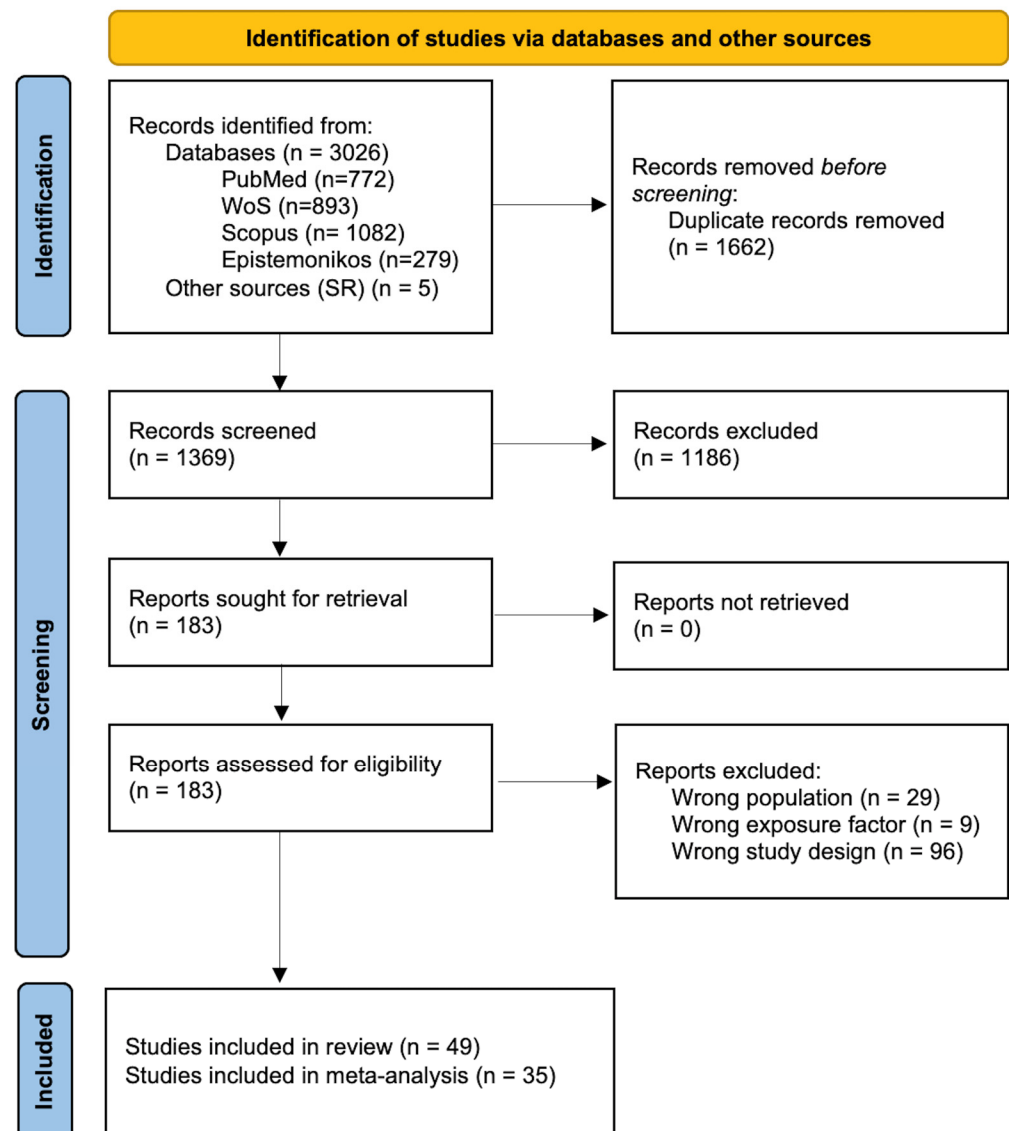 Identification of studies via databases and other sources
Identification
Records identified from:
Databases (n = 3026)
PubMed (n=772)
WoS (n=893)
Scopus (n= 1082)
Epistemonikos (n=279)
Other sources (SR) (n = 5)
Records removed before
screening:
Duplicate records removed
(n = 1662)
Screening
Records screened
(n = 1369)
Records excluded
(n = 1186)
Reports sought for retrieval
(n = 183)
Reports not retrieved
(n = 0)
Reports assessed for eligibility
(n = 183)
Reports excluded:
Wrong population (n = 29)
Wrong exposure factor (n = 9)
Wrong study design (n = 96)
Included
Studies included in review (n = 49)
Studies included in meta-analysis (n = 35)